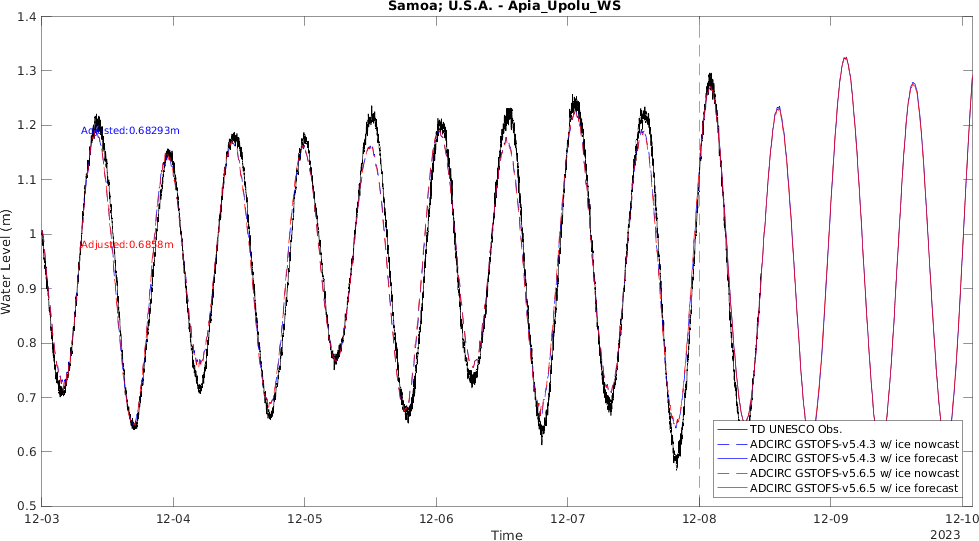 Samoa; U.S.A. - Apia_Upolu_WS
1.4
1.3
1.2
1.1
1
0.9
0.8
0.7
0.6
0.5
Water Level (m)
Adjusted:0.68293m
Adjusted:0.6858m
TD UNESCO Obs.
ADCIRC GSTOFS-v5.4.3 w/ ice nowcast
ADCIRC GSTOFS-v5.4.3 w/ ice forecast
ADCIRC GSTOFS-v5.6.5 w/ ice nowcast
ADCIRC GSTOFS-v5.6.5 w/ ice forecast
12-03 12-04 12-05 12-06 12-07 12-08 12-09 12-10
Time
2023